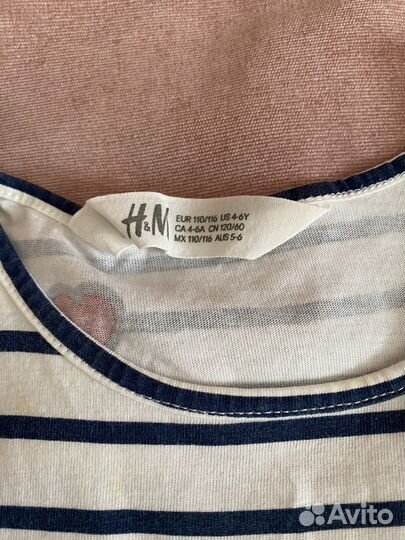 H&M
EUR 110/116 US 4-6Y
CA 4-6A CN 120/60
MX 110/116 AUS 5-6
Avito